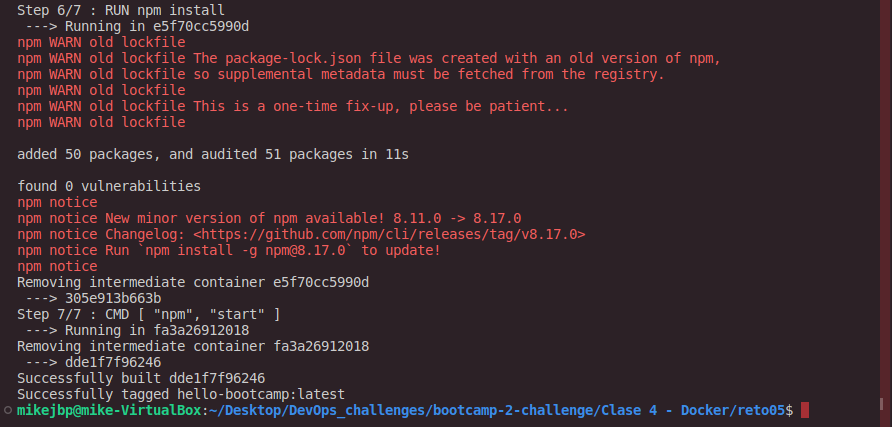 Step 6/7 : RUN npm install
 ---> Running in e5f70cc5990d
npm WARN old lockfile
npm WARN old lockfile The package-lock.json file was created with an old version of npm,
npm WARN old lockfile so supplemental metadata must be fetched from the registry.
npm WARN old lockfile
npm WARN old lockfile This is a one-time fix-up, please be patient...
npm WARN old lockfile
added 50 packages, and audited 51 packages in 11s
found 0 vulnerabilities
npm notice
npm notice New minor version of npm available! 8.11.0 -> 8.17.0
npm notice Changelog: <https://github.com/npm/cli/releases/tag/v8.17.0>
npm notice Run `npm install -g npm@8.17.0` to update!
npm notice
Removing intermediate container e5f70cc5990d
 ---> 305e913b663b
Step 7/7 : CMD [ "npm", "start" ]
 ---> Running in fa3a26912018
Removing intermediate container fa3a26912018
 ---> dde1f7f96246
Successfully built dde1f7f96246
Successfully tagged hello-bootcamp:latest
mikejbp@mike-VirtualBox:~/Desktop/DevOps_challenges/bootcamp-2-challenge/Clase 4 - Docker/reto05$